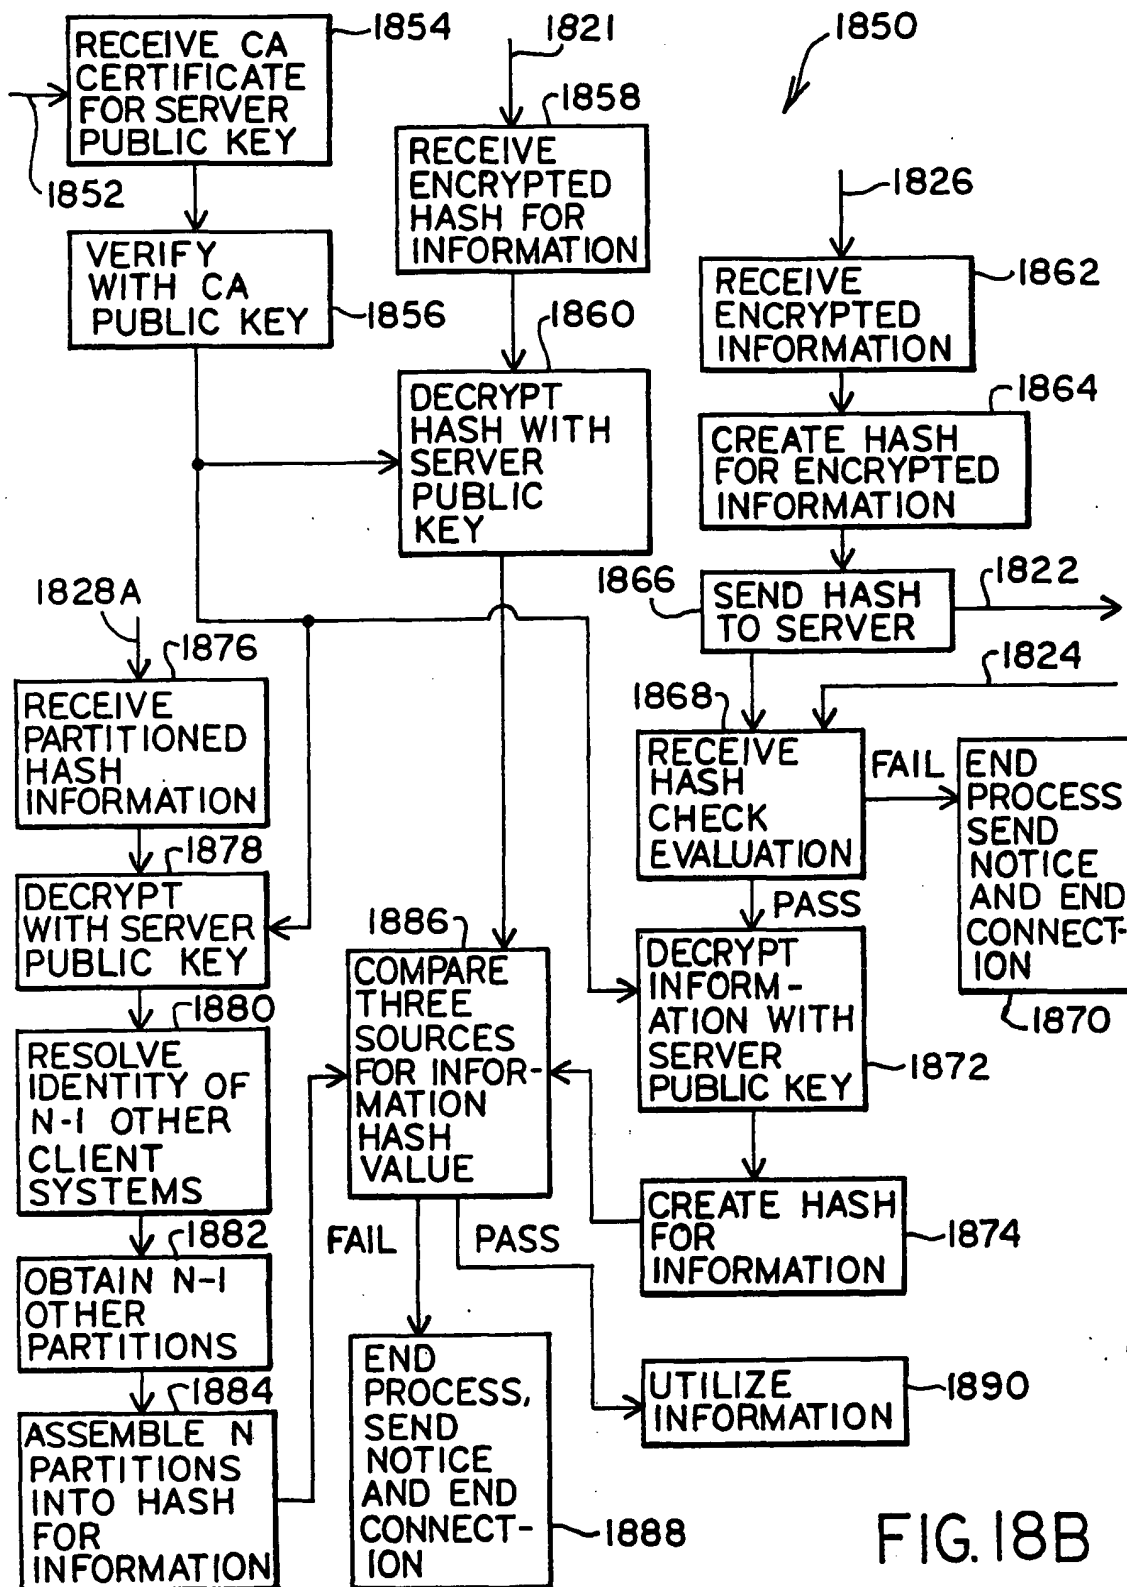 1854
RECEIVE CA
CERTIFICATE
FOR SERVER
PUBLIC KEY
1852
VERIFY
WITH CA
PUBLIC KEY
1856
1821
1858
RECEIVE
ENCRYPTED
HASH FOR
INFORMATION
1860
DECRYPT
HASH WITH
SERVER
PUBLIC
KEY
1850
1826
1862
RECEIVE
ENCRYPTED
INFORMATION
1864
CREATE HASH
FOR ENCRYPTED
INFORMATION
1866
SEND HASH
TO SERVER
1822
1824
1868
RECEIVE
HASH
CHECK
EVALUATION
FAIL
END
PROCESS
SEND
NOTICE
AND END
CONNECT-
ION
1870
PASS
DECRYPT
INFORM-
ATION WITH
SERVER
PUBLIC KEY
1872
CREATE HASH
FOR
INFORMATION
1874
1828A
1876
RECEIVE
PARTITIONED
HASH
INFORMATION
1878
DECRYPT
WITH SERVER
PUBLIC KEY
1880
RESOLVE
IDENTITY OF
N-1 OTHER
CLIENT
SYSTEMS
1882
OBTAIN N-1
OTHER
PARTITIONS
1884
ASSEMBLE N
PARTITIONS
INTO HASH
FOR
INFORMATION
1886
COMPARE
THREE
SOURCES
FOR INFOR-
MATION
HASH
VALUE
FAIL
PASS
END
PROCESS,
SEND
NOTICE
AND END
CONNECT-
ION
1888
UTILIZE
INFORMATION
1890
FIG. 18B